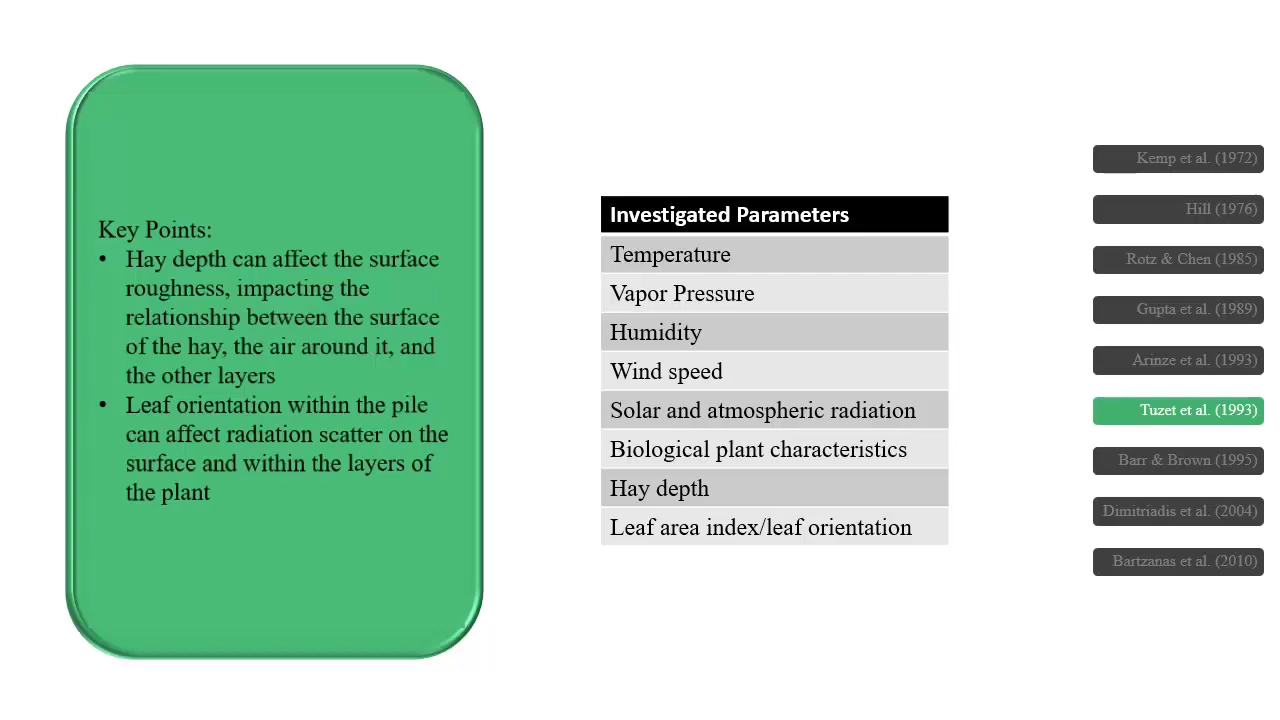 Key Points:
• Hay depth can affect the surface
roughness, impacting the
relationship between the surface
of the hay, the air around it, and
the other layers
• Leaf orientation within the pile
can affect radiation scatter on the
surface and within the layers of
the plant
Investigated Parameters
Temperature
Vapor Pressure
Humidity
Wind speed
Solar and atmospheric radiation
Biological plant characteristics
Hay depth
Leaf area index/leaf orientation
Kemp et al. (1972)
Hill (1976)
Rotz & Chen (1985)
Gupta et al. (1989)
Arinze et al. (1993)
Tuzet et al. (1993)
Barr & Brown (1995)
Dimitriadis et al. (2004)
Bartzanas et al. (2010)